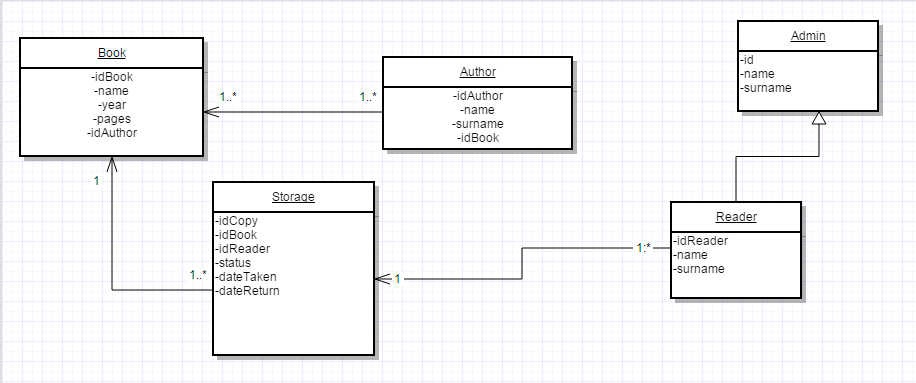 Book
-idBook
-name
-year
-pages
-idAuthor
1..*
1..*
Author
-idAuthor
-name
-surname
-idBook
Admin
-id
-name
-surname
1
1..*
Storage
-idCopy
-idBook
-idReader
-status
-dateTaken
-dateReturn
1
1:*
Reader
-idReader
-name
-surname